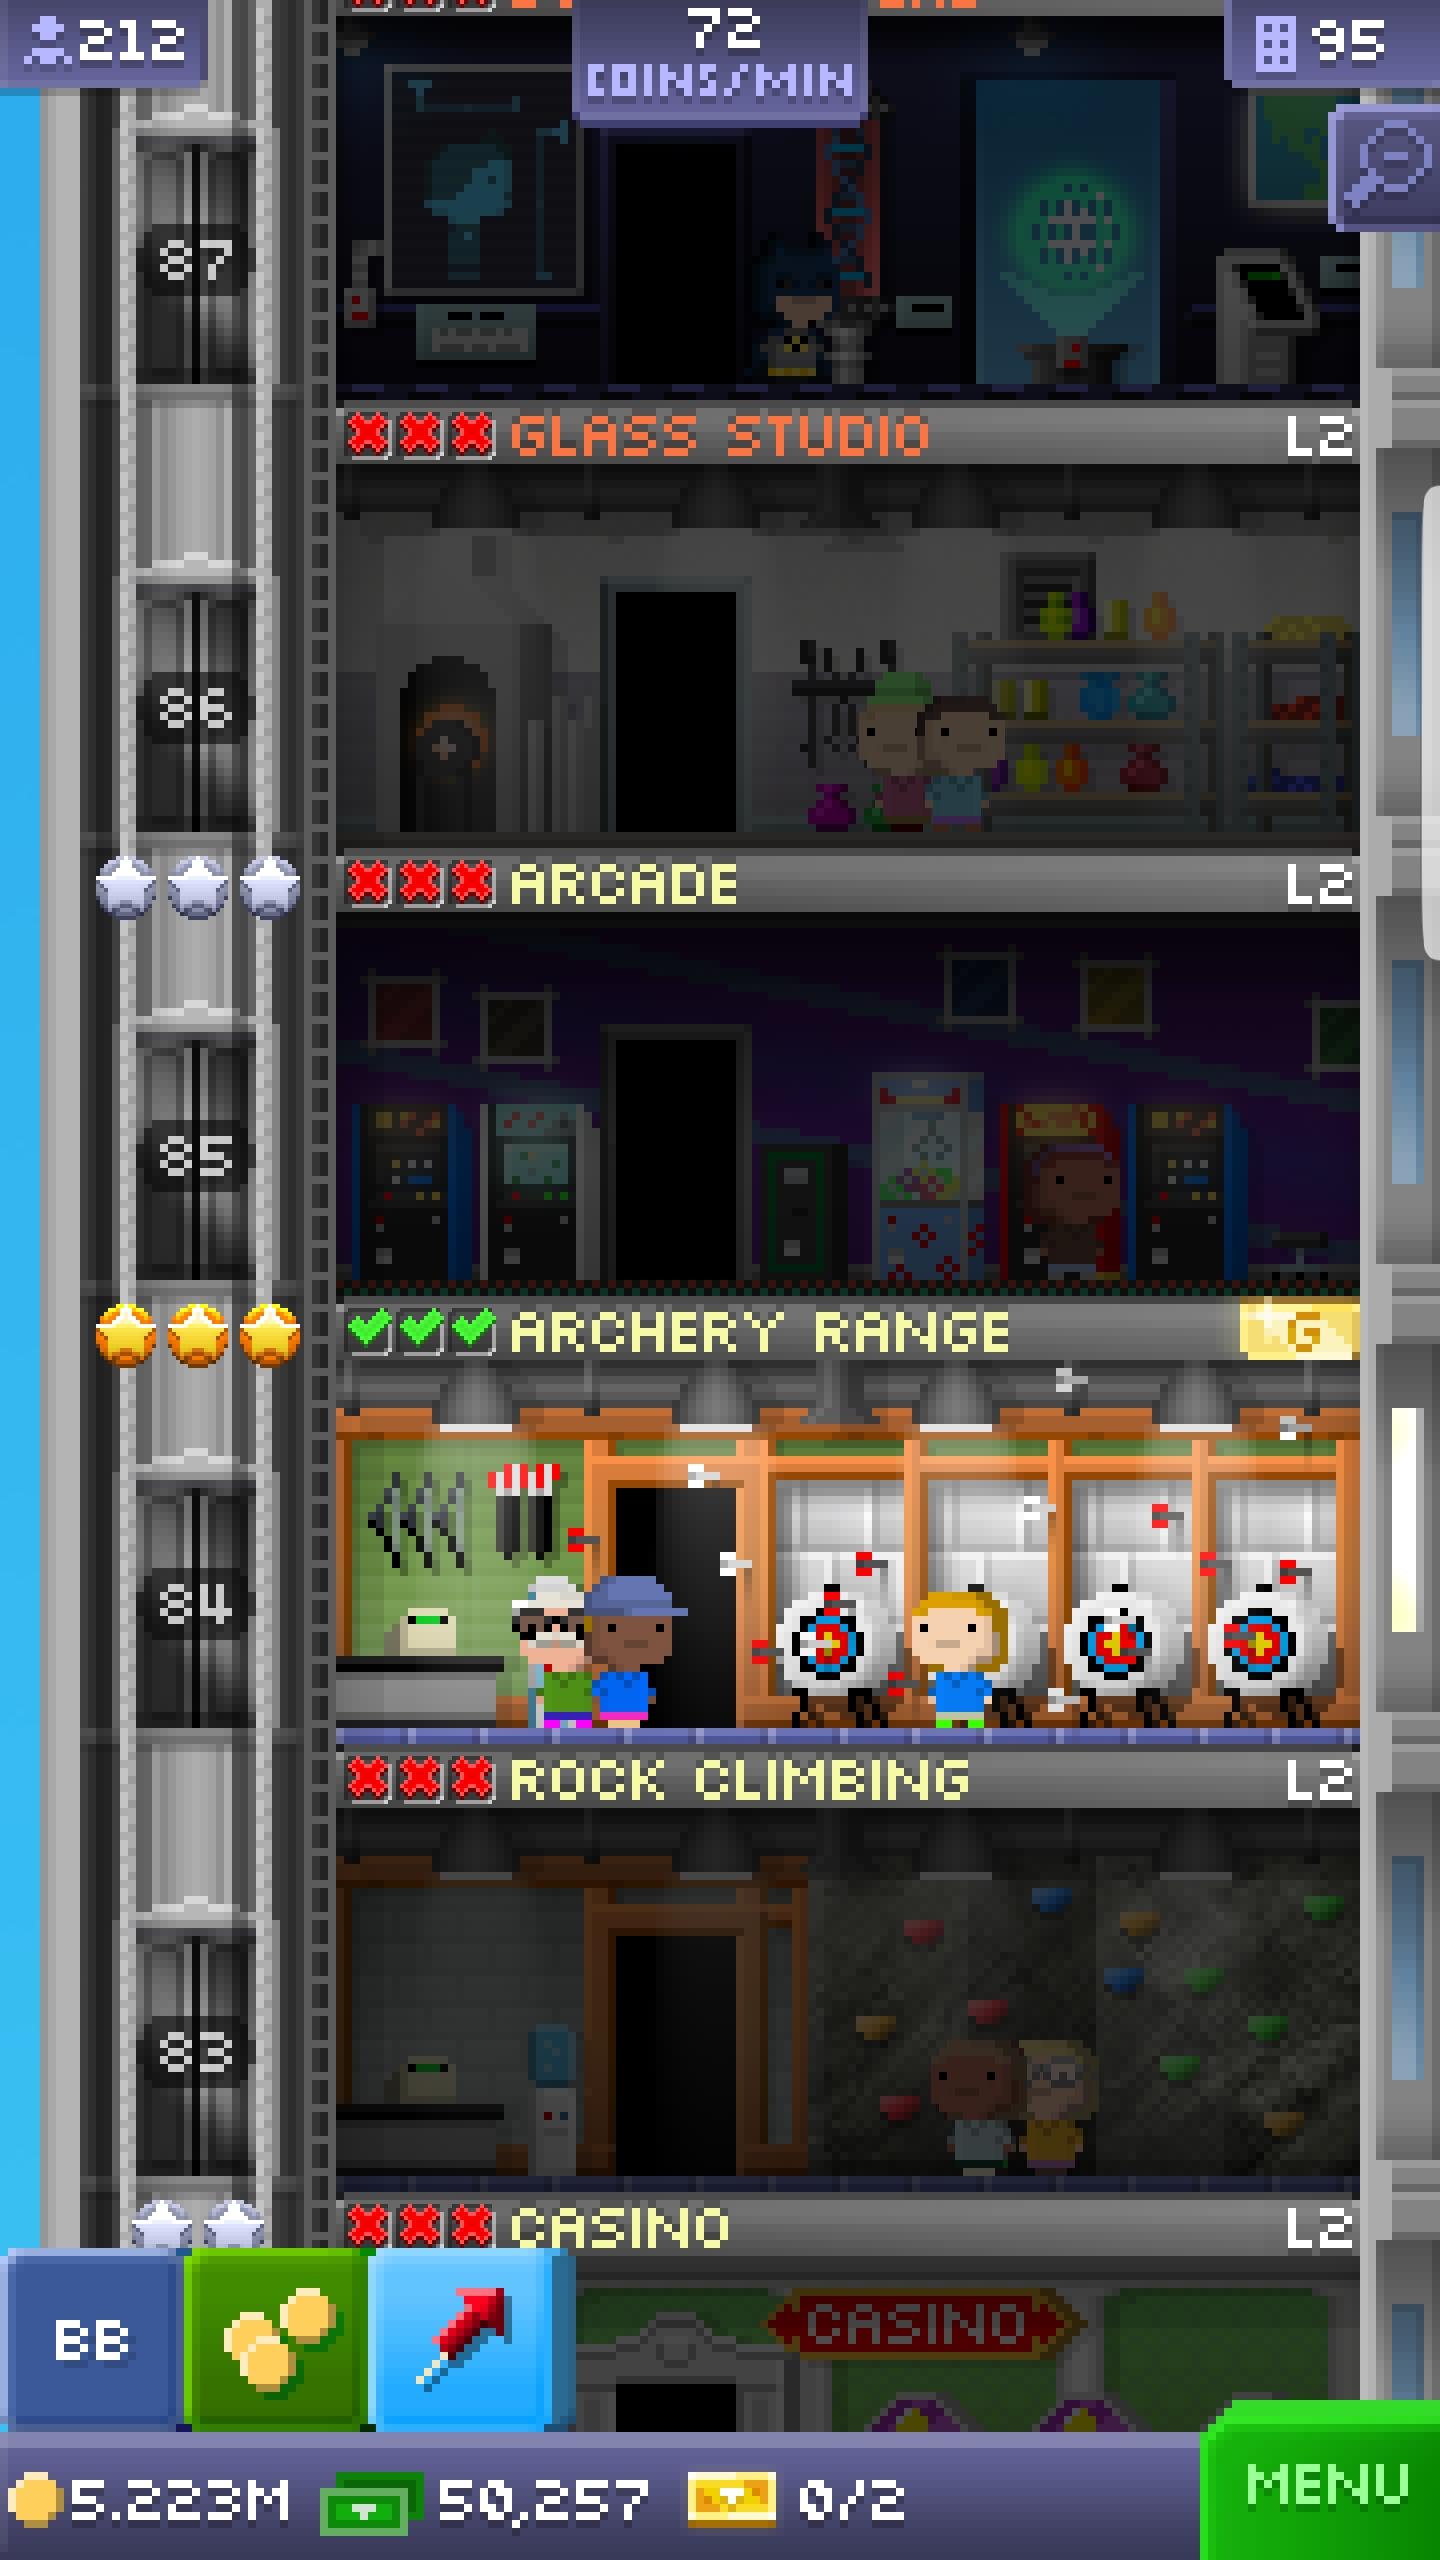 212
72
COINS/MIN
95
87
GLASS STUDIO
L2
86
ARCADE
L2
85
ARCHERY RANGE
G
84
ROCK CLIMBING
L2
83
CASINO
L2
CASINO
BB
MENU
5.223M
50,257
0/2